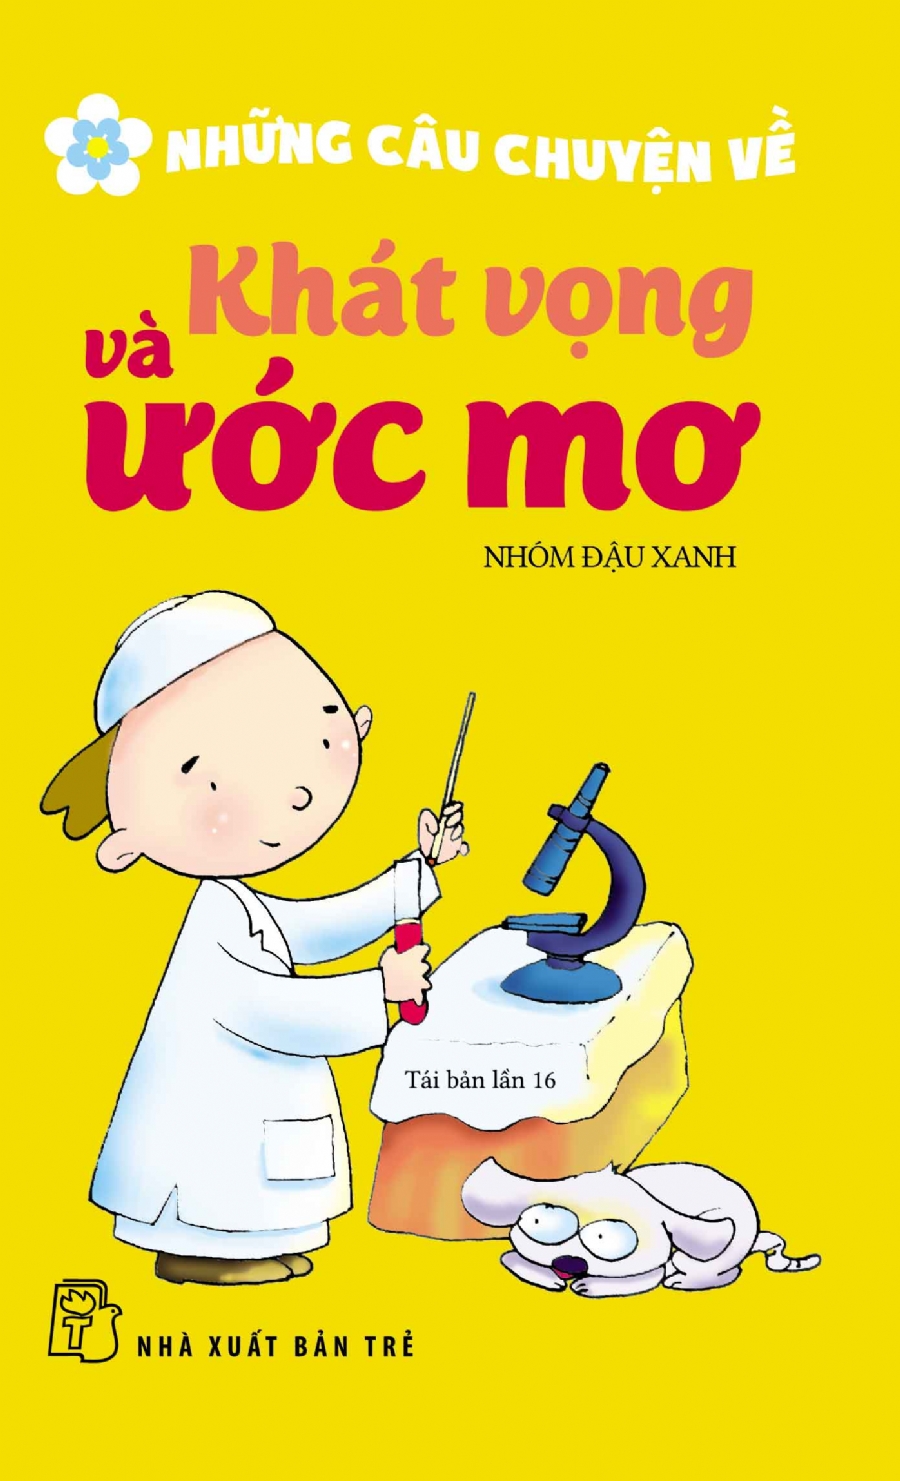 NHỮNG CÂU CHUYỆN VỀ
Khát vọng
và
ước mơ
NHÓM ĐẬU XANH
Tái bản lần 16
T
NHÀ XUẤT BẢN TRẺ